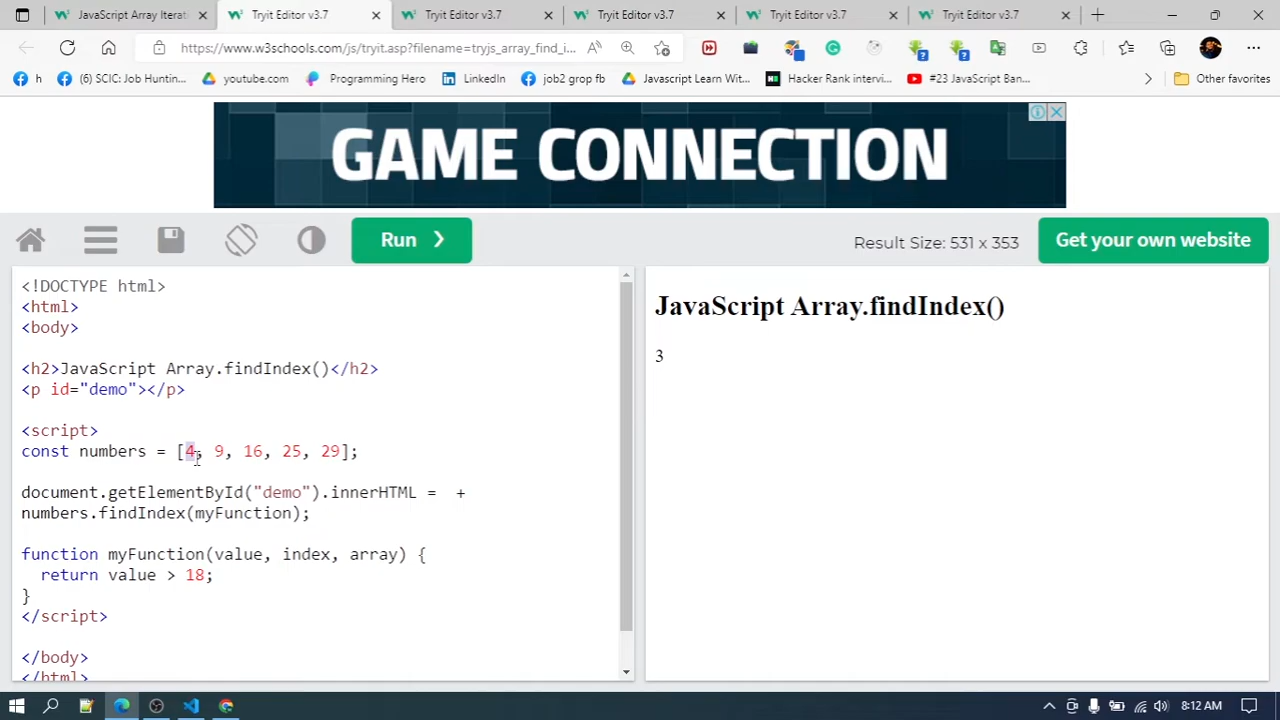 JavaScript Array Iterati
Tryit Editor v3.7
Tryit Editor v3.7
Tryit Editor v3.7
Tryit Editor v3.7
Tryit Editor v3.7
https://www.w3schools.com/js/tryit.asp?filename=tryjs_array_find_i...
h
(6) SCIC: Job Huntin...
youtube.com
Programming Hero
LinkedIn
job2 grop fb
Javascript Learn Wit...
Hacker Rank intervi...
#23 JavaScript Ban...
Other favorites
GAME CONNECTION
Run ❯
Result Size: 531 x 353
Get your own website
<!DOCTYPE html>
<html>
<body>
<h2>JavaScript Array.findIndex()</h2>
<p id="demo"></p>
<script>
const numbers = [4, 9, 16, 25, 29];
document.getElementById("demo").innerHTML =  +
numbers.findIndex(myFunction);
function myFunction(value, index, array) {
return value > 18;
}
</script>
</body>
</html>
JavaScript Array.findIndex()
3
8:12 AM